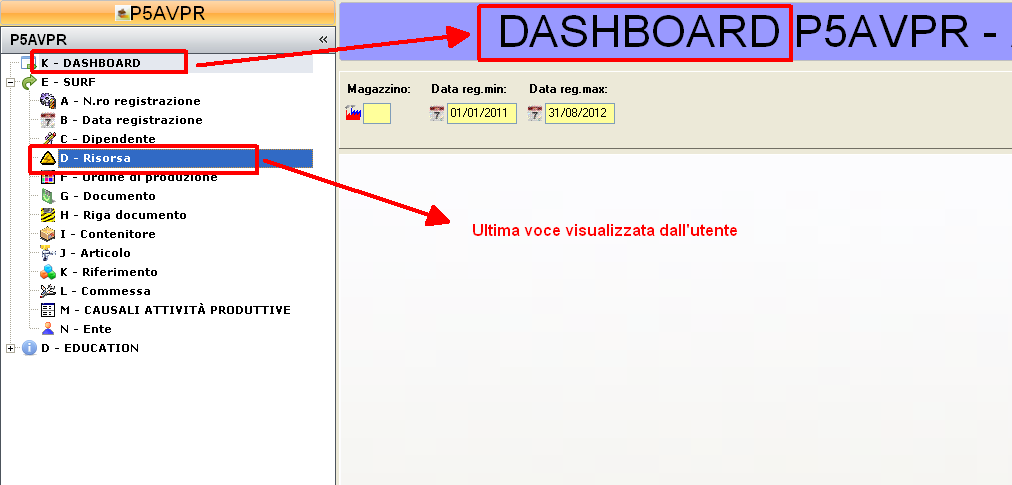 P5AVPR
P5AVPR «
K - DASHBOARD
E - SURF
A - N.ro registrazione
B - Data registrazione
C - Dipendente
D - Risorsa
F - Ordine di produzione
G - Documento
H - Riga documento
I - Contenitore
J - Articolo
K - Riferimento
L - Commessa
M - CAUSALI ATTIVITÀ PRODUTTIVE
N - Ente
D - EDUCATION
DASHBOARD P5AVPR -
Magazzino: Data reg.min: Data reg.max:
01/01/2011 31/08/2012
Ultima voce visualizzata dall'utente